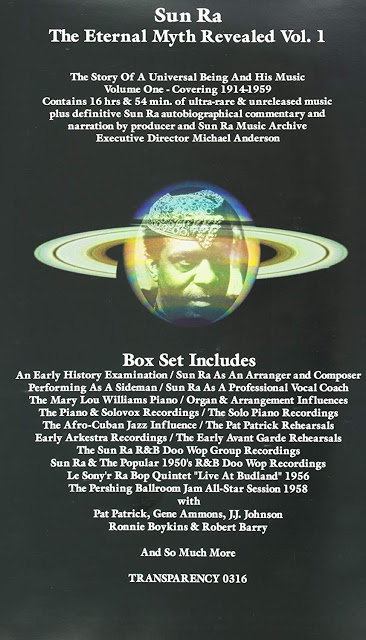 Sun Ra
The Eternal Myth Revealed Vol. 1
The Story Of A Universal Being And His Music
Volume One - Covering 1914-1959
Contains 16 hrs & 54 min. of ultra-rare & unreleased music
plus definitive Sun Ra autobiographical commentary and
narration by producer and Sun Ra Music Archive
Executive Director Michael Anderson
Box Set Includes
An Early History Examination / Sun Ra As An Arranger and Composer
Performing As A Sideman / Sun Ra As A Professional Vocal Coach
The Mary Lou Williams Piano / Organ & Arrangement Influences
The Piano & Solovox Recordings / The Solo Piano Recordings
The Afro-Cuban Jazz Influence / The Pat Patrick Rehearsals
Early Arkestra Recordings / The Early Avant Garde Rehearsals
The Sun Ra R&B Doo Wop Group Recordings
Sun Ra & The Popular 1950's R&B Doo Wop Recordings
Le Sony'r Ra Bop Quintet "Live At Budland" 1956
The Pershing Ballroom Jam All-Star Session 1958
with
Pat Patrick, Gene Ammons, J.J. Johnson
Ronnie Boykins & Robert Barry
And So Much More
TRANSPARENCY 0316